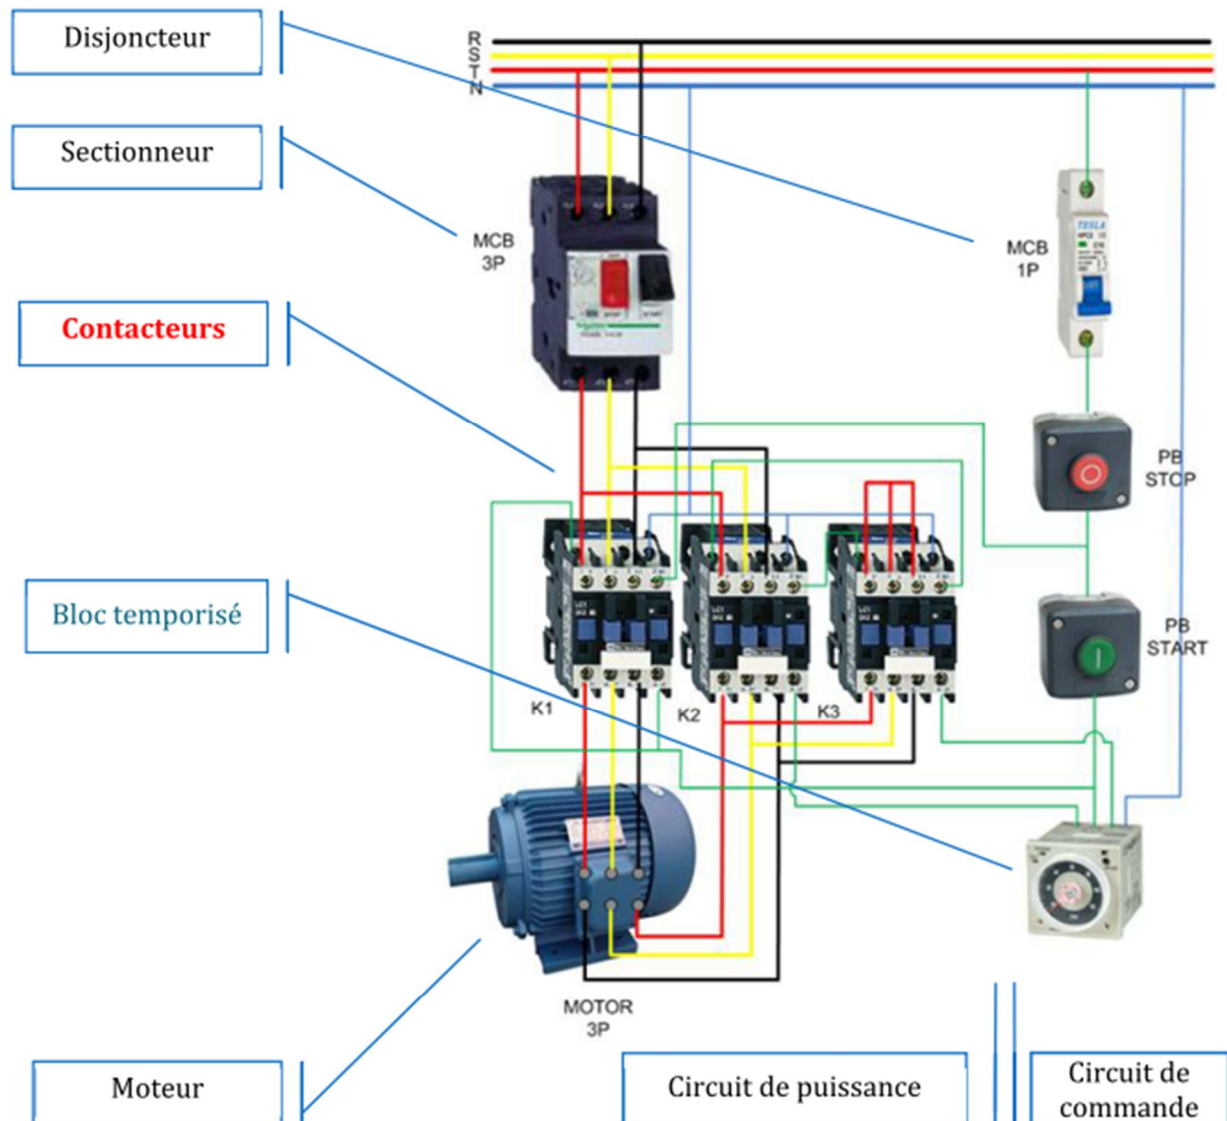 Disjoncteur
R
S
T
N
Sectionneur
MCB
3P
MCB
1P
TESLA
Contacteurs
PB
STOP
Bloc temporisé
PB
START
K1
K2
K3
MOTOR
3P
Moteur
Circuit de puissance
Circuit de
commande